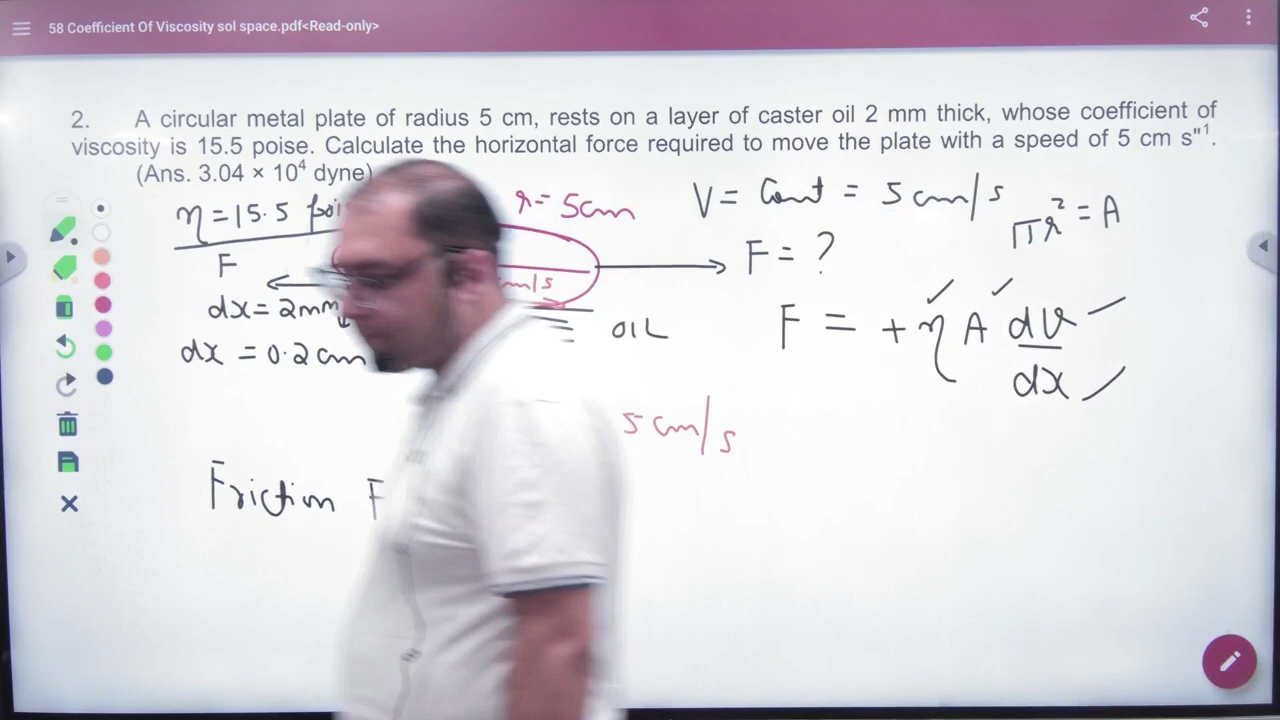 58 Coefficient Of Viscosity sol space.pdf<Read-only>
2. A circular metal plate of radius 5 cm, rests on a layer of caster oil 2 mm thick, whose coefficient of
viscosity is 15.5 poise. Calculate the horizontal force required to move the plate with a speed of 5 cm s"¹.
(Ans. 3.04 × 10⁴ dyne)
η = 15.5 poi
r = 5cm
V = Const = 5 cm/s
πr² = A
F
F = ?
m/s
dx = 2mm
OIL
F = + η A dv/dx
dx = 0.2 cm
5 cm/s
Friction F